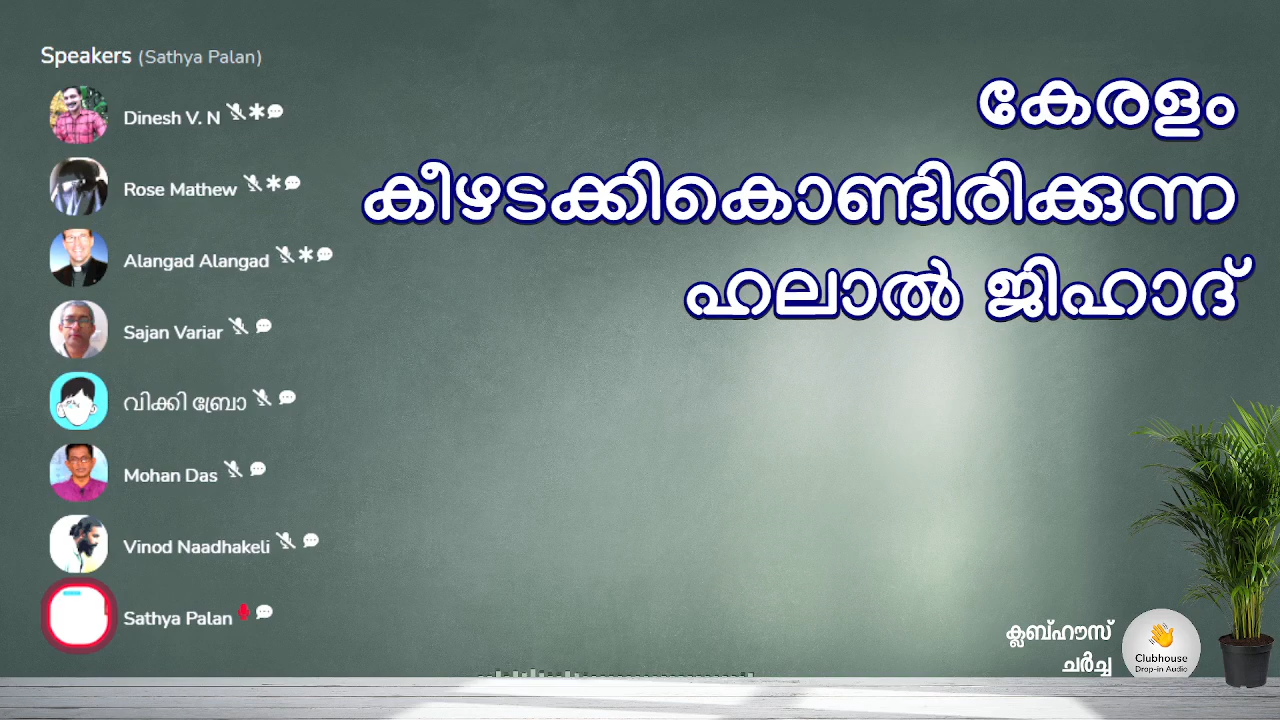 Speakers (Sathya Palan)
Dinesh V. N
Rose Mathew
Alangad Alangad
Sajan Variar
വിക്കി ബ്രോ
Mohan Das
Vinod Naadhakeli
Sathya Palan
കേരളം
കീഴടക്കികൊണ്ടിരിക്കുന്ന
ഹലാൽ ജിഹാദ്
ക്ലബ്ഹൗസ്
ചർച്ച
Clubhouse
Drop-in Audio